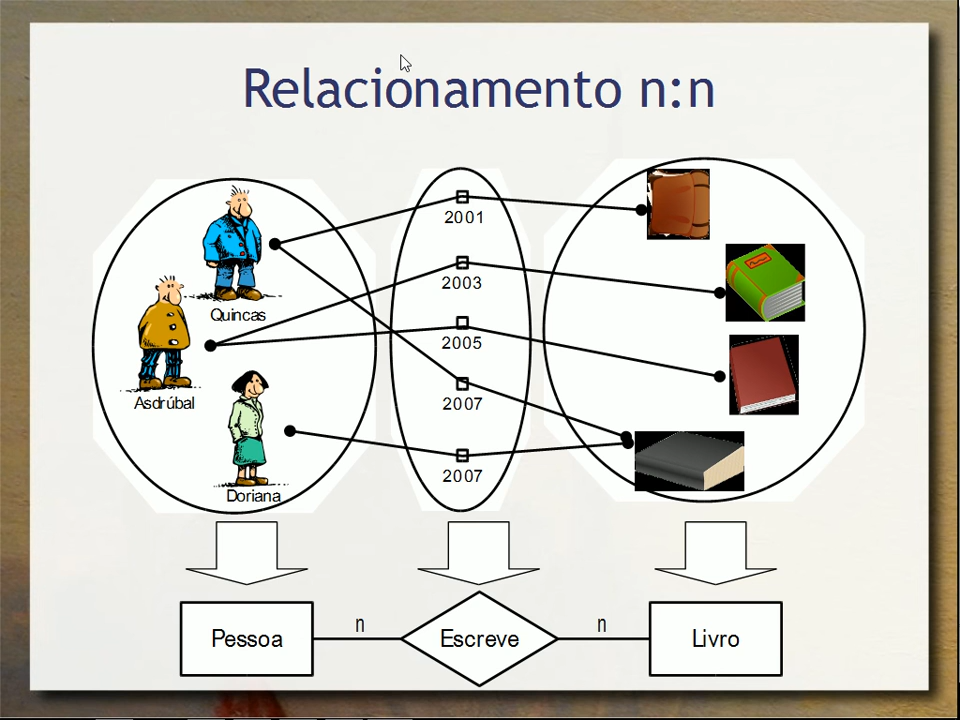 Relacionamento n:n
2001
2003
Quincas
2005
Asdrúbal
2007
2007
Doriana
Pessoa
n
Escreve
n
Livro